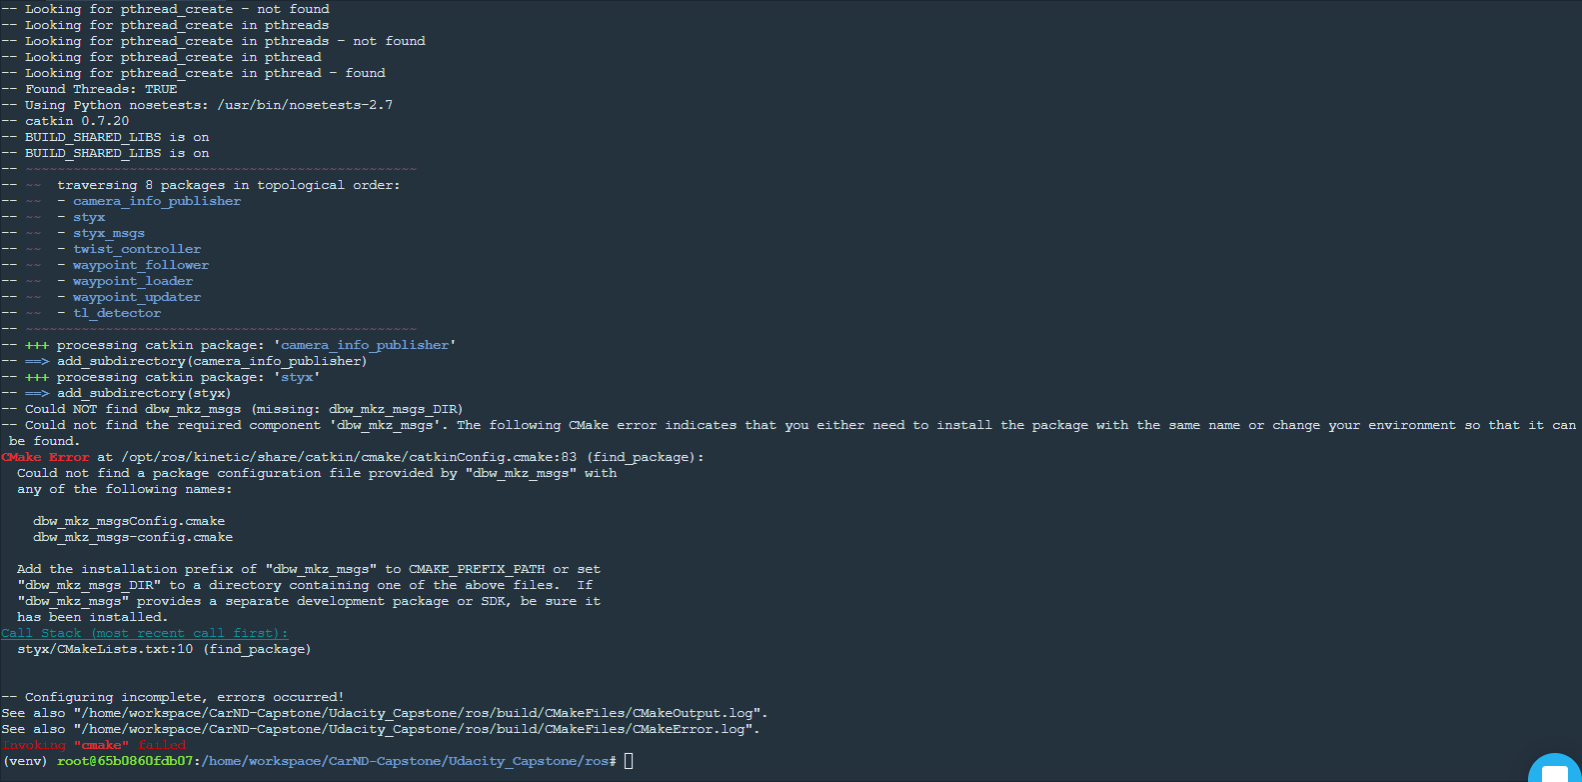 -- Looking for pthread_create - not found
-- Looking for pthread_create in pthreads
-- Looking for pthread_create in pthreads - not found
-- Looking for pthread_create in pthread
-- Looking for pthread_create in pthread - found
-- Found Threads: TRUE
-- Using Python nosetests: /usr/bin/nosetests-2.7
-- catkin 0.7.20
-- BUILD_SHARED_LIBS is on
-- BUILD_SHARED_LIBS is on
-- ~~~~~~~~~~~~~~~~~~~~~~~~~~~~~~~~~~~~~~~~~~~~~~~~~
-- ~~  traversing 8 packages in topological order:
-- ~~  - camera_info_publisher
-- ~~  - styx
-- ~~  - styx_msgs
-- ~~  - twist_controller
-- ~~  - waypoint_follower
-- ~~  - waypoint_loader
-- ~~  - waypoint_updater
-- ~~  - tl_detector
-- ~~~~~~~~~~~~~~~~~~~~~~~~~~~~~~~~~~~~~~~~~~~~~~~~~
-- +++ processing catkin package: 'camera_info_publisher'
-- ==> add_subdirectory(camera_info_publisher)
-- +++ processing catkin package: 'styx'
-- ==> add_subdirectory(styx)
-- Could NOT find dbw_mkz_msgs (missing: dbw_mkz_msgs_DIR)
-- Could not find the required component 'dbw_mkz_msgs'. The following CMake error indicates that you either need to install the package with the same name or change your environment so that it can
 be found.
CMake Error at /opt/ros/kinetic/share/catkin/cmake/catkinConfig.cmake:83 (find_package):
  Could not find a package configuration file provided by "dbw_mkz_msgs" with
  any of the following names:

    dbw_mkz_msgsConfig.cmake
    dbw_mkz_msgs-config.cmake

  Add the installation prefix of "dbw_mkz_msgs" to CMAKE_PREFIX_PATH or set
  "dbw_mkz_msgs_DIR" to a directory containing one of the above files.  If
  "dbw_mkz_msgs" provides a separate development package or SDK, be sure it
  has been installed.
Call Stack (most recent call first):
  styx/CMakeLists.txt:10 (find_package)

-- Configuring incomplete, errors occurred!
See also "/home/workspace/CarND-Capstone/Udacity_Capstone/ros/build/CMakeFiles/CMakeOutput.log".
See also "/home/workspace/CarND-Capstone/Udacity_Capstone/ros/build/CMakeFiles/CMakeError.log".
Invoking "cmake" failed
(venv) root@65b0860fdb07:/home/workspace/CarND-Capstone/Udacity_Capstone/ros#